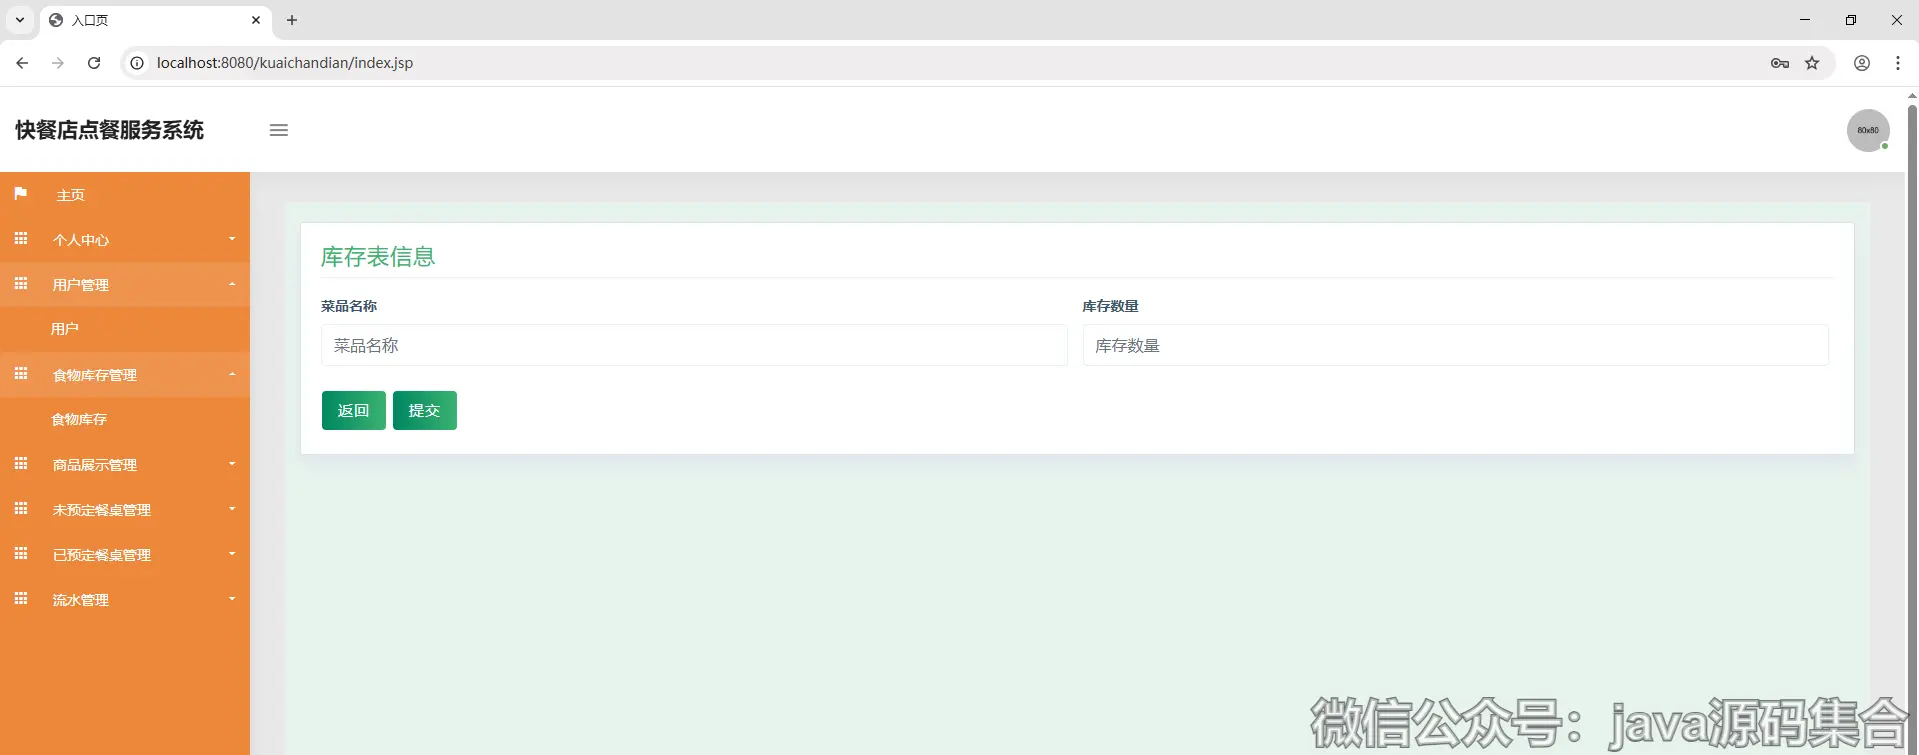 入口页
localhost:8080/kuaichandian/index.jsp
快餐店点餐服务系统
80x80
主页
个人中心
用户管理
用户
食物库存管理
食物库存
商品展示管理
未预定餐桌管理
已预定餐桌管理
流水管理
库存表信息
菜品名称
库存数量
菜品名称
库存数量
返回
提交
微信公众号：java源码集合